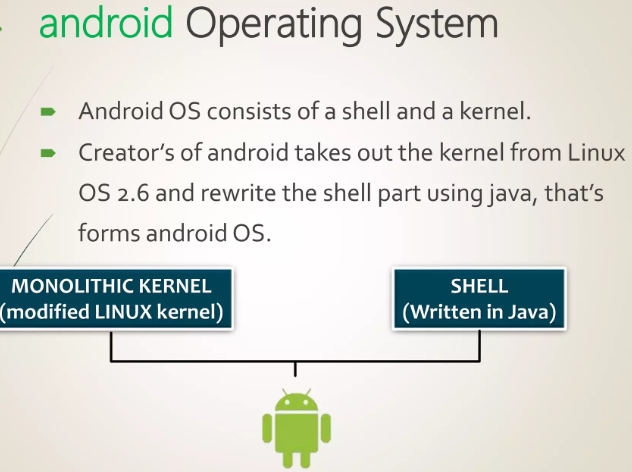 android Operating System
Android OS consists of a shell and a kernel.
Creator's of android takes out the kernel from Linux
OS 2.6 and rewrite the shell part using java, that's
forms android OS.
MONOLITHIC KERNEL
(modified LINUX kernel)
SHELL
(Written in Java)